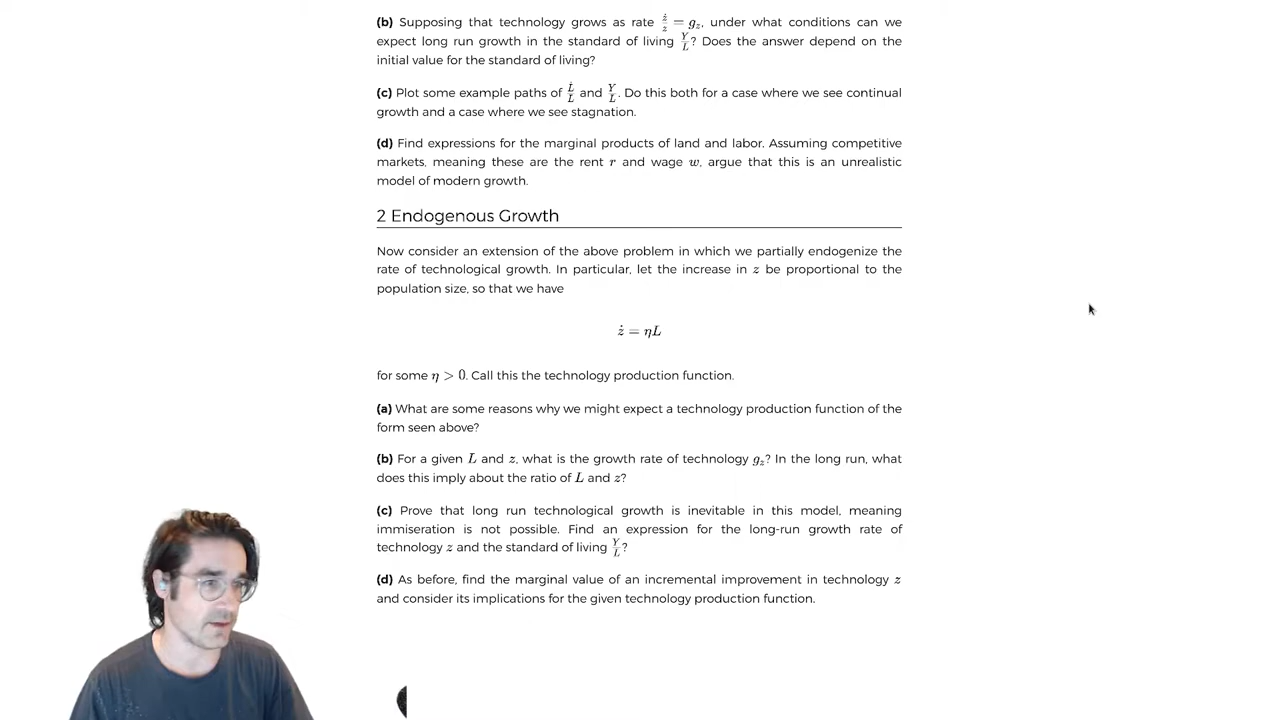 (b) Supposing that technology grows as rate ż/z = g_z, under what conditions can we
expect long run growth in the standard of living Y/L? Does the answer depend on the
initial value for the standard of living?
(c) Plot some example paths of L̇/L and Y/L. Do this both for a case where we see continual
growth and a case where we see stagnation.
(d) Find expressions for the marginal products of land and labor. Assuming competitive
markets, meaning these are the rent r and wage w, argue that this is an unrealistic
model of modern growth.
2 Endogenous Growth
Now consider an extension of the above problem in which we partially endogenize the
rate of technological growth. In particular, let the increase in z be proportional to the
population size, so that we have
ż = ηL
for some η > 0. Call this the technology production function.
(a) What are some reasons why we might expect a technology production function of the
form seen above?
(b) For a given L and z, what is the growth rate of technology g_z? In the long run, what
does this imply about the ratio of L and z?
(c) Prove that long run technological growth is inevitable in this model, meaning
immiseration is not possible. Find an expression for the long-run growth rate of
technology z and the standard of living Y/L?
(d) As before, find the marginal value of an incremental improvement in technology z
and consider its implications for the given technology production function.